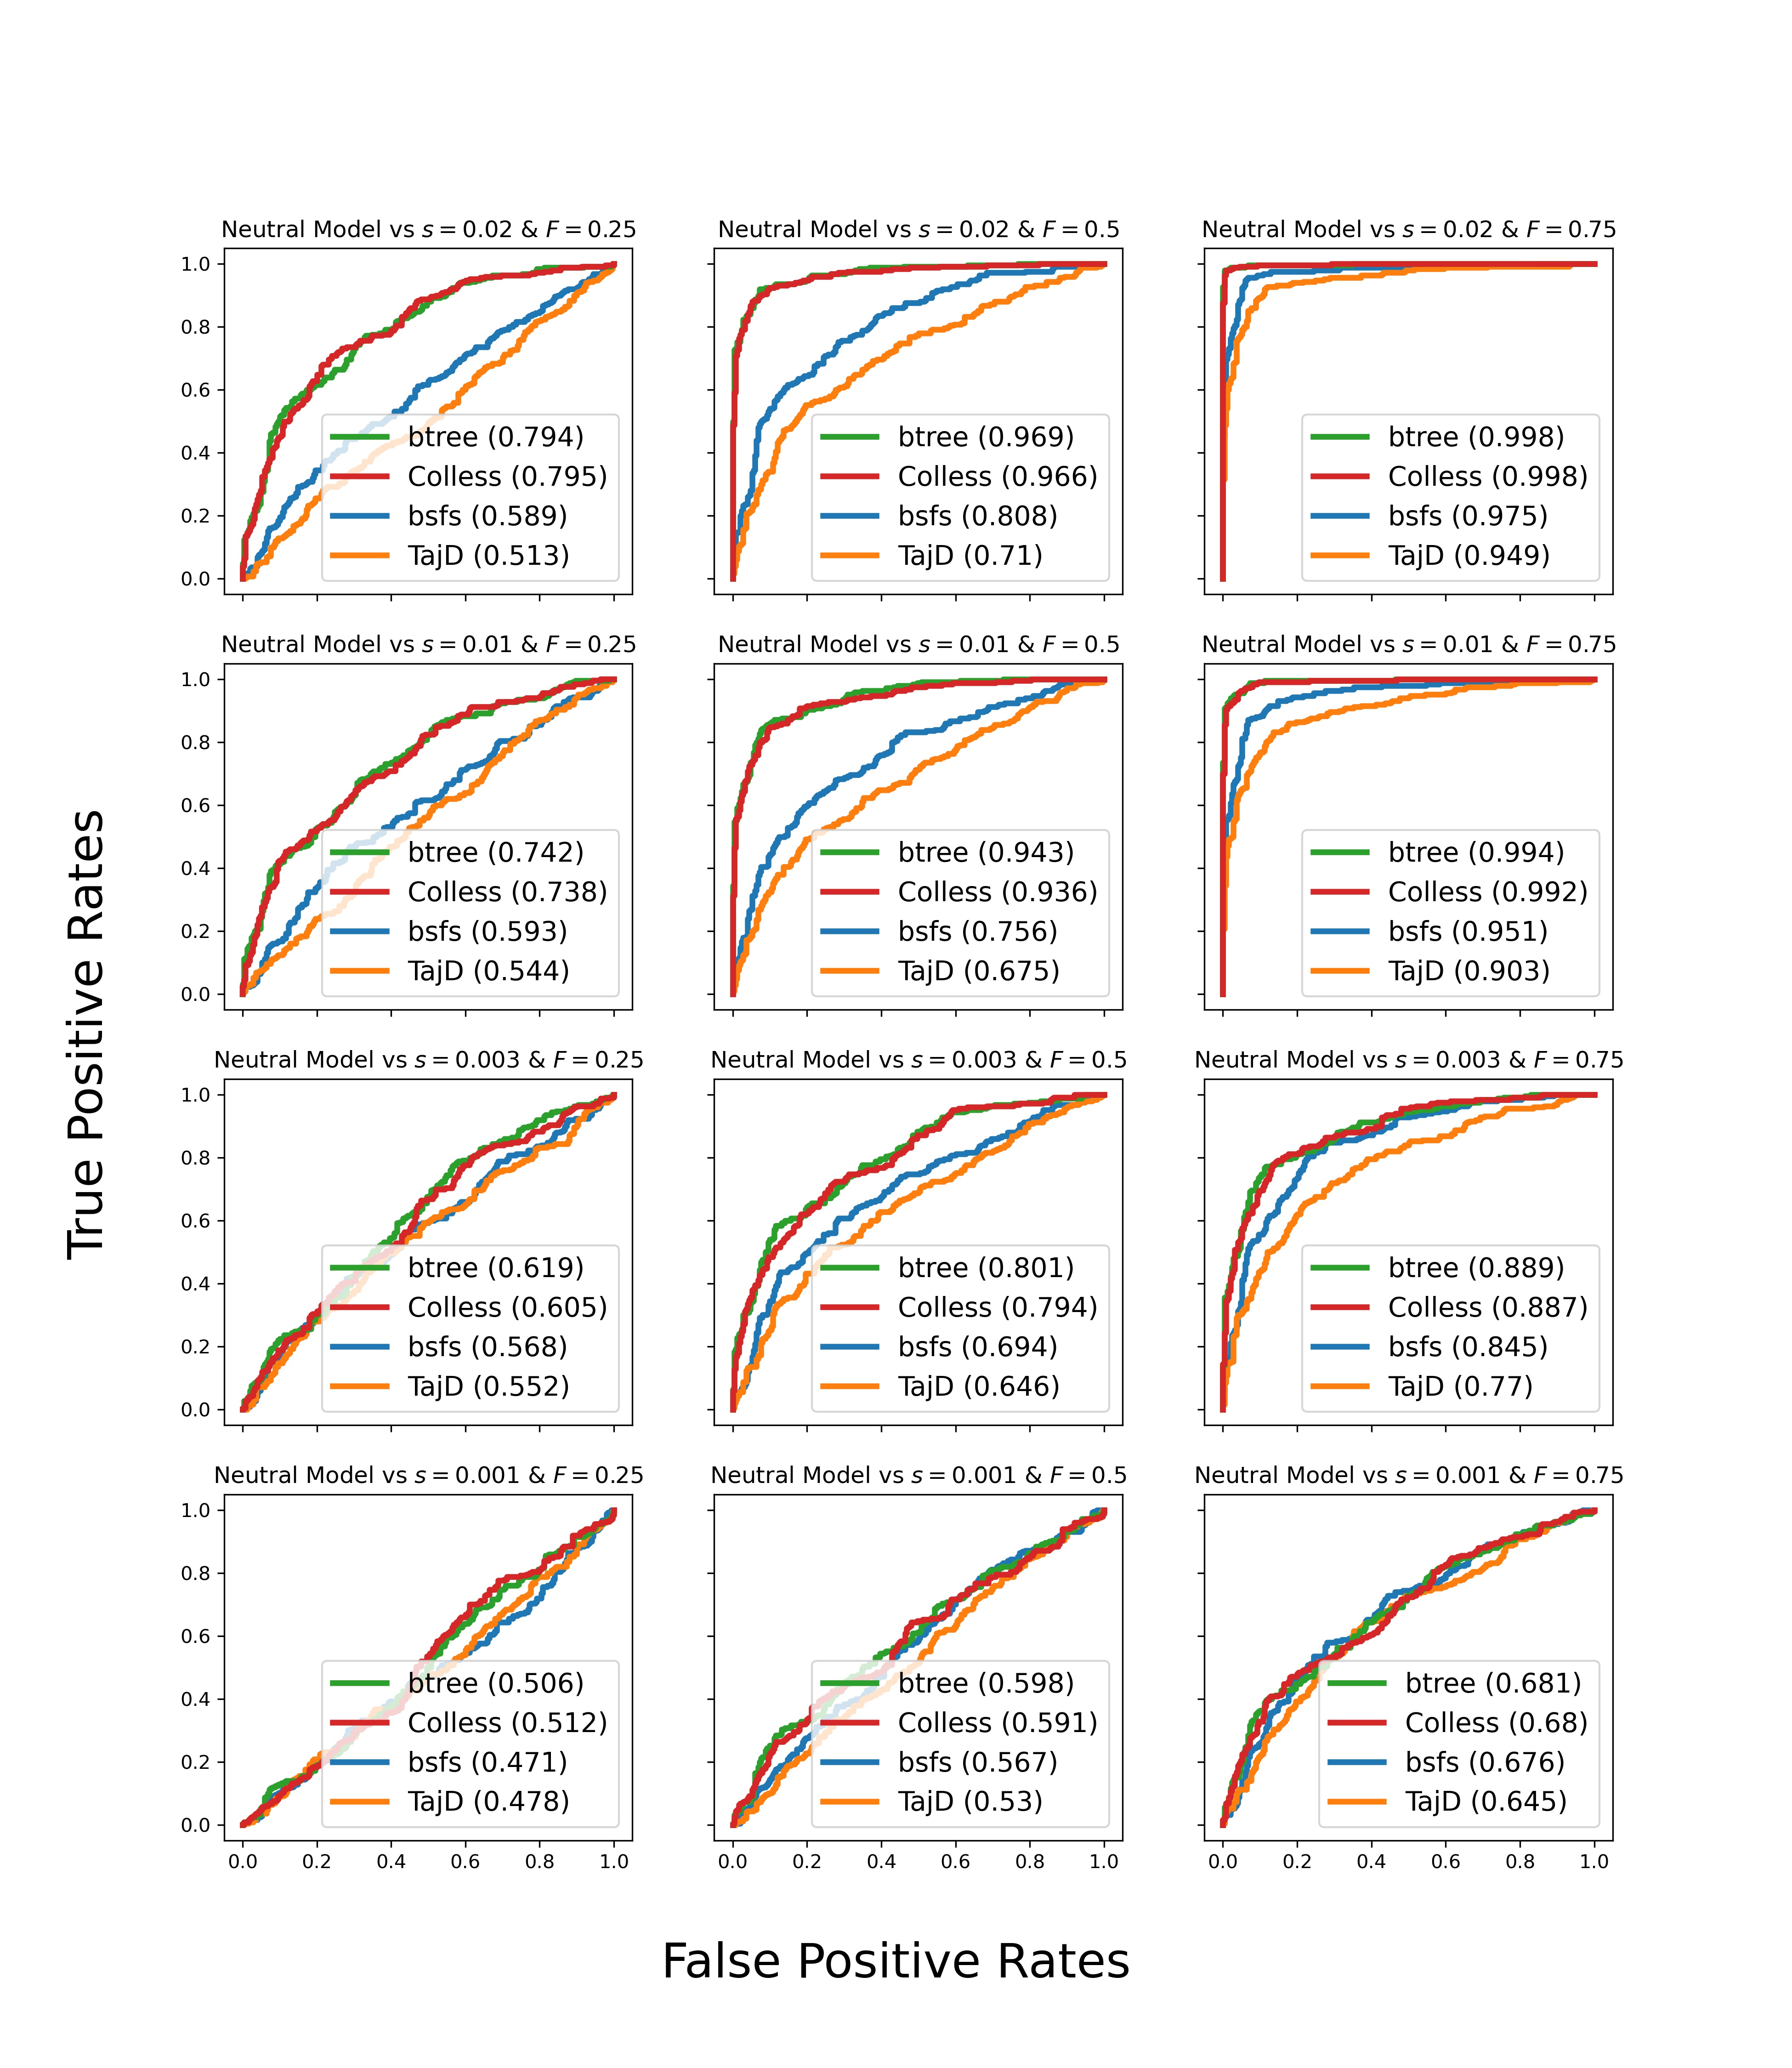 Neutral Model vs s = 0.02 & F = 0.25
1.0
0.8
0.6
0.4
0.2
0.0
btree (0.794)
Colless (0.795)
bsfs (0.589)
TajD (0.513)
Neutral Model vs s = 0.02 & F = 0.5
btree (0.969)
Colless (0.966)
bsfs (0.808)
TajD (0.71)
Neutral Model vs s = 0.02 & F = 0.75
btree (0.998)
Colless (0.998)
bsfs (0.975)
TajD (0.949)
Neutral Model vs s = 0.01 & F = 0.25
1.0
0.8
0.6
0.4
0.2
0.0
btree (0.742)
Colless (0.738)
bsfs (0.593)
TajD (0.544)
Neutral Model vs s = 0.01 & F = 0.5
btree (0.943)
Colless (0.936)
bsfs (0.756)
TajD (0.675)
Neutral Model vs s = 0.01 & F = 0.75
btree (0.994)
Colless (0.992)
bsfs (0.951)
TajD (0.903)
Neutral Model vs s = 0.003 & F = 0.25
1.0
0.8
0.6
0.4
0.2
0.0
btree (0.619)
Colless (0.605)
bsfs (0.568)
TajD (0.552)
Neutral Model vs s = 0.003 & F = 0.5
btree (0.801)
Colless (0.794)
bsfs (0.694)
TajD (0.646)
Neutral Model vs s = 0.003 & F = 0.75
btree (0.889)
Colless (0.887)
bsfs (0.845)
TajD (0.77)
Neutral Model vs s = 0.001 & F = 0.25
1.0
0.8
0.6
0.4
0.2
0.0
btree (0.506)
Colless (0.512)
bsfs (0.471)
TajD (0.478)
0.0 0.2 0.4 0.6 0.8 1.0
Neutral Model vs s = 0.001 & F = 0.5
btree (0.598)
Colless (0.591)
bsfs (0.567)
TajD (0.53)
0.0 0.2 0.4 0.6 0.8 1.0
Neutral Model vs s = 0.001 & F = 0.75
btree (0.681)
Colless (0.68)
bsfs (0.676)
TajD (0.645)
0.0 0.2 0.4 0.6 0.8 1.0
True Positive Rates
False Positive Rates